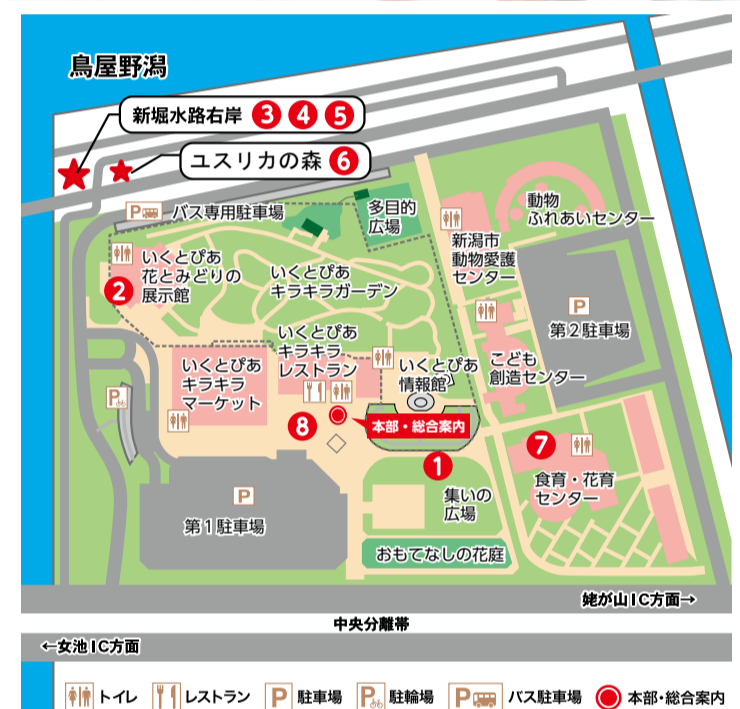 鳥屋野潟
新堀水路右岸 3 4 5
ユスリカの森 6
P バス専用駐車場
多目的
広場
動物
ふれあいセンター
新潟市
動物愛護
センター
いくとぴあ
花とみどりの
展示館
2
いくとぴあ
キラキラガーデン
P
第2駐車場
いくとぴあ
キラキラ
レストラン
いくとぴあ
キラキラ
マーケット
いくとぴあ
情報館
こども
創造センター
P
8
本部・総合案内
1
7
食育・花育
センター
集いの
広場
P
第1駐車場
おもてなしの花庭
姥が山IC方面→
中央分離帯
←女池IC方面
トイレ レストラン P 駐車場 P 駐輪場 P バス駐車場 本部・総合案内